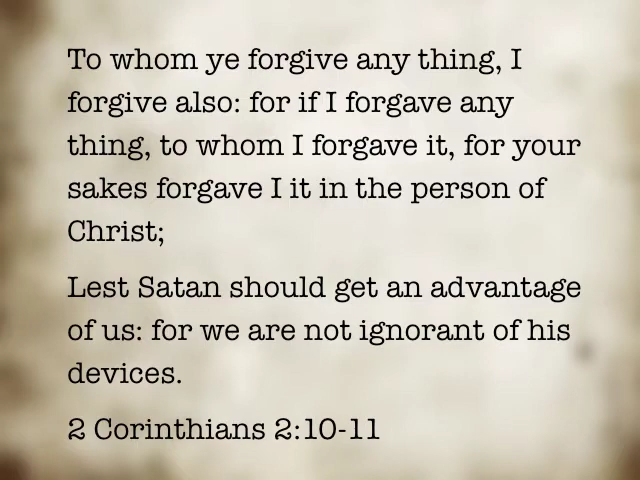 To whom ye forgive any thing, I
forgive also: for if I forgave any
thing, to whom I forgave it, for your
sakes forgave I it in the person of
Christ;
Lest Satan should get an advantage
of us: for we are not ignorant of his
devices.
2 Corinthians 2:10-11